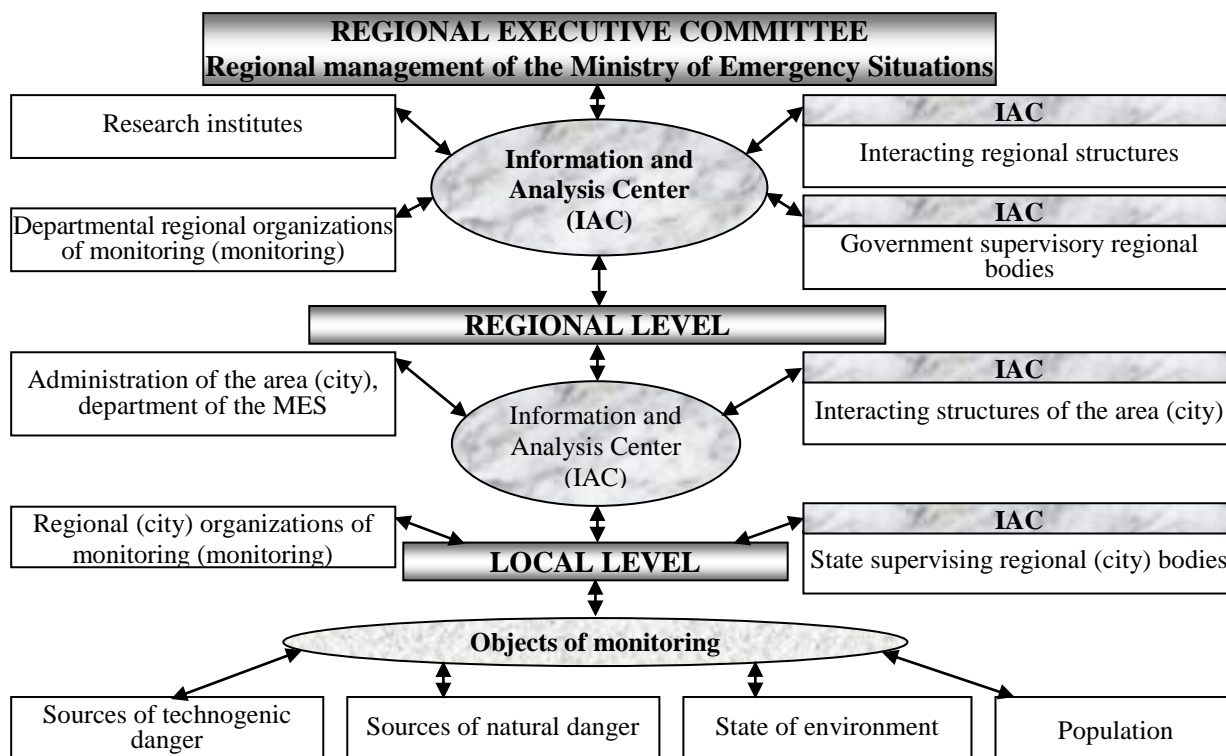 REGIONAL EXECUTIVE COMMITTEE
Regional management of the Ministry of Emergency Situations
Research institutes
IAC
Interacting regional structures
Information and
Analysis Center
(IAC)
Departmental regional organizations
of monitoring (monitoring)
IAC
Government supervisory regional
bodies
REGIONAL LEVEL
Administration of the area (city),
department of the MES
IAC
Interacting structures of the area (city)
Information and
Analysis Center
(IAC)
Regional (city) organizations of
monitoring (monitoring)
IAC
State supervising regional (city) bodies
LOCAL LEVEL
Objects of monitoring
Sources of technogenic
danger
Sources of natural danger
State of environment
Population